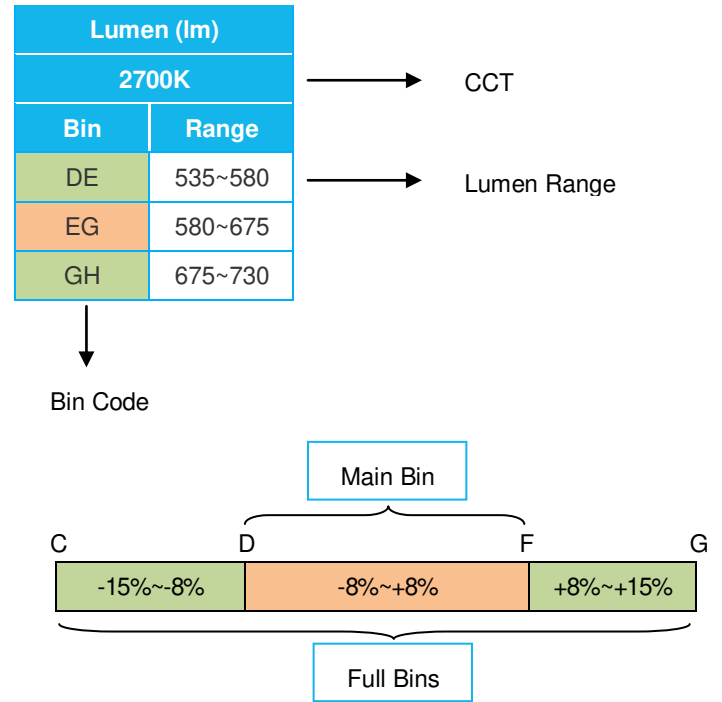 Lumen (lm)
2700K
CCT
Bin Range
DE 535~580
Lumen Range
EG 580~675
GH 675~730
Bin Code
Main Bin
C D F G
-15%~-8% -8%~+8% +8%~+15%
Full Bins